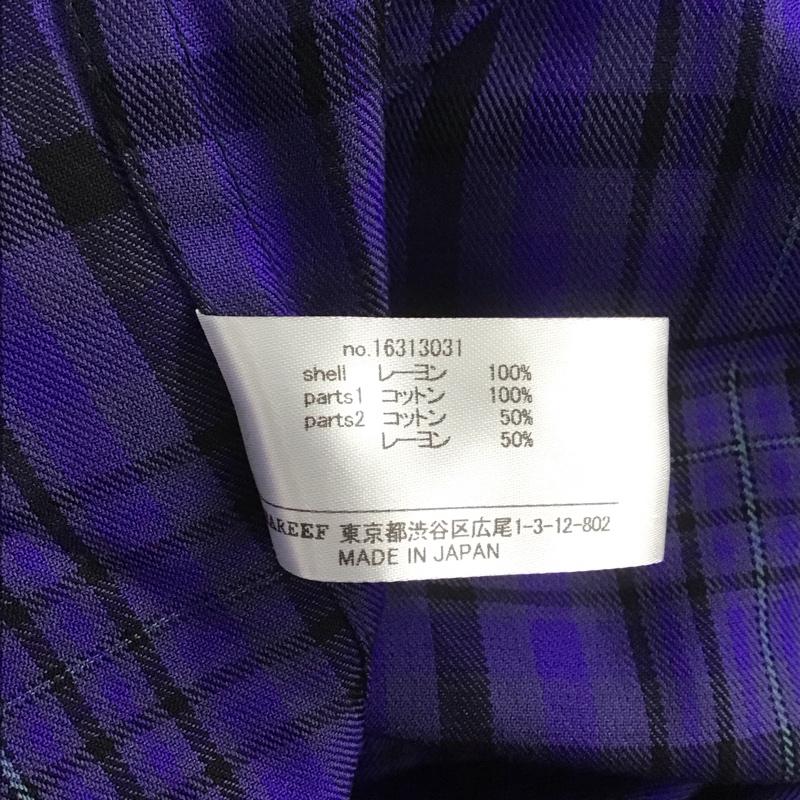 no.16313031
shell レーヨン 100%
parts1 コットン 100%
parts2 コットン 50%
レーヨン 50%
東京都渋谷区広尾1-3-12-802
MADE IN JAPAN